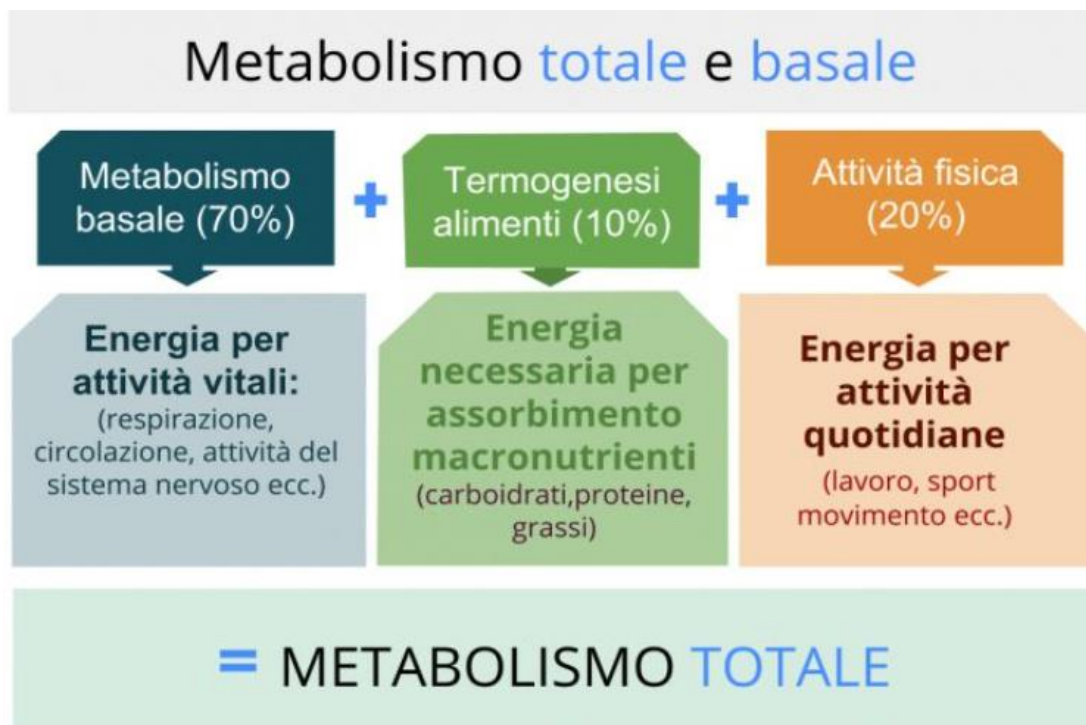 Metabolismo totale e basale
Metabolismo
basale (70%)
+
Termogenesi
alimenti (10%)
+
Attività fisica
(20%)
Energia per
attività vitali:
(respirazione,
circolazione, attività del
sistema nervoso ecc.)
Energia
necessaria per
assorbimento
macronutrienti
(carboidrati,proteine,
grassi)
Energia per
attività
quotidiane
(lavoro, sport
movimento ecc.)
= METABOLISMO TOTALE